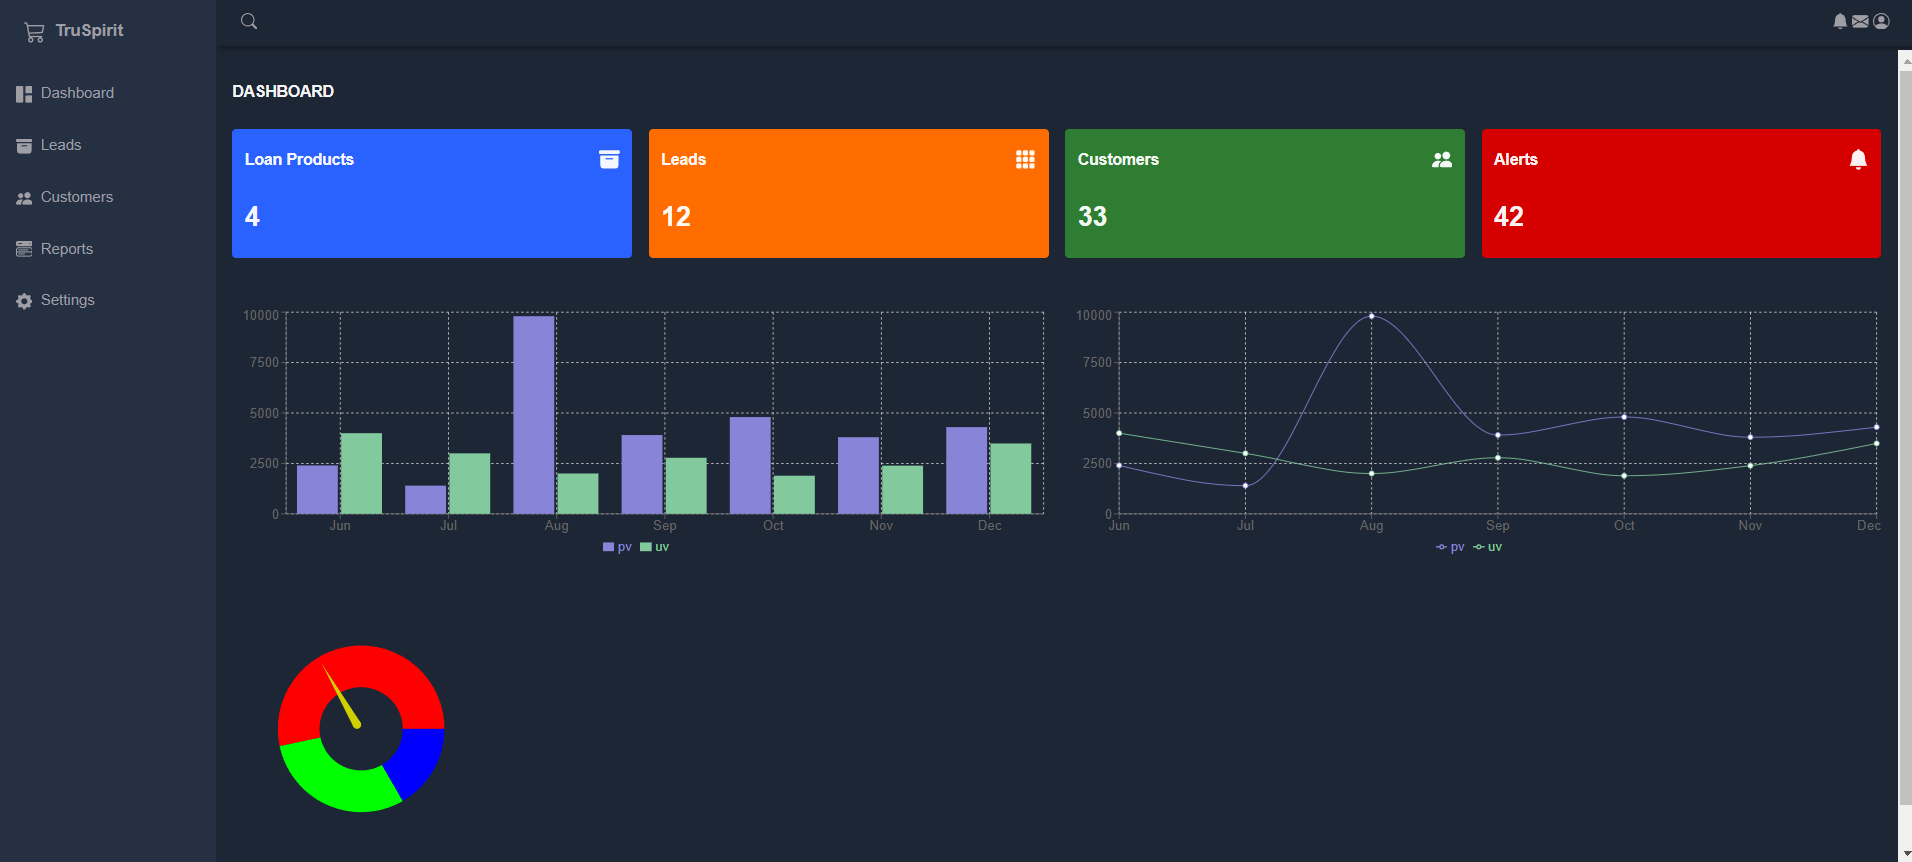 TruSpirit
Dashboard
Leads
Customers
Reports
Settings
DASHBOARD
Loan Products
4
Leads
12
Customers
33
Alerts
42
10000
7500
5000
2500
0
Jun Jul Aug Sep Oct Nov Dec
pv uv
10000
7500
5000
2500
0
Jun Jul Aug Sep Oct Nov Dec
pv uv